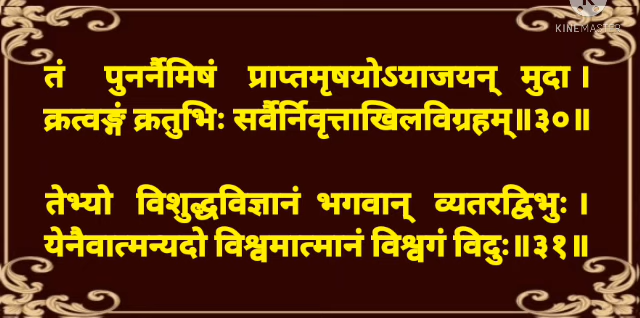 KINEMASTER
तं पुनर्नैमिषं प्राप्तमृषयोऽयाजयन् मुदा ।
क्रत्वङ्गं क्रतुभिः सर्वैर्निवृत्ताखिलविग्रहम्॥३०॥
तेभ्यो विशुद्धविज्ञानं भगवान् व्यतरद्विभुः ।
येनैवात्मन्यदो विश्वमात्मानं विश्वगं विदुः॥३१॥